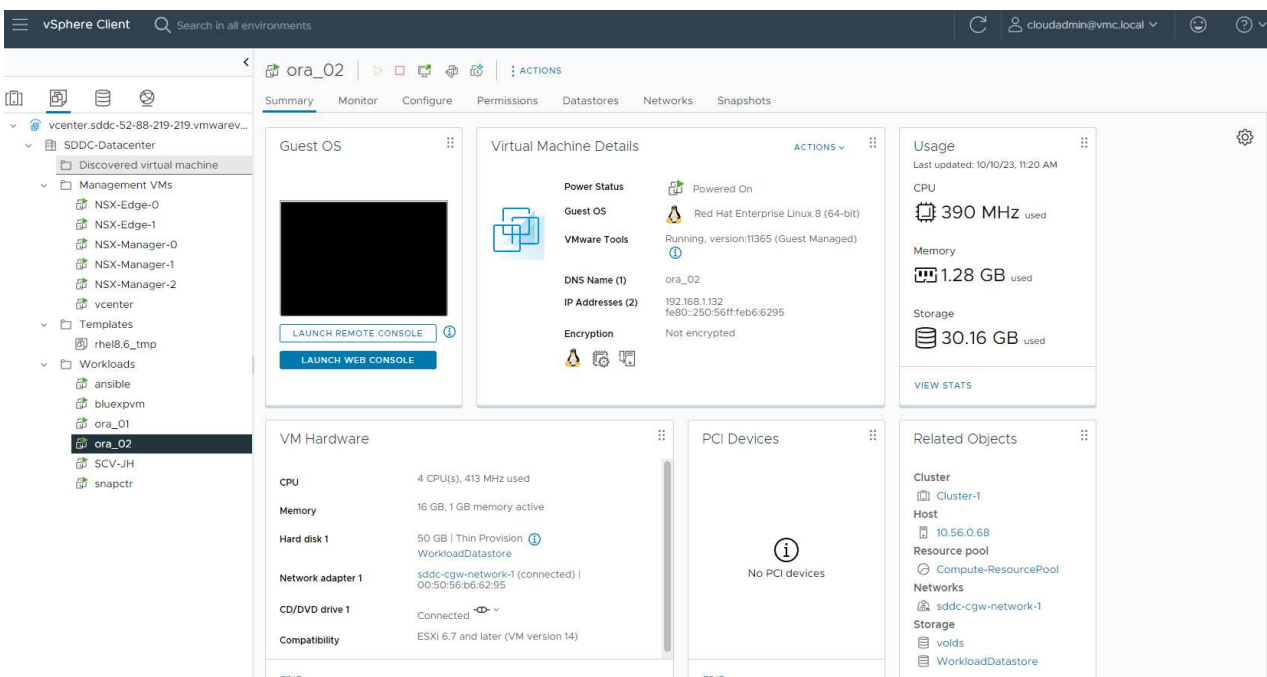 vSphere Client
Search in all environments
cloudadmin@vmc.local
vcenter.sddc-52-88-219-219.vmwarev...
SDDC-Datacenter
Discovered virtual machine
Management VMs
NSX-Edge-0
NSX-Edge-1
NSX-Manager-0
NSX-Manager-1
NSX-Manager-2
vcenter
Templates
rhel8.6_tmp
Workloads
ansible
bluexpvm
ora_01
ora_02
SCV-JH
snapctr
ora_02
ACTIONS
Summary Monitor Configure Permissions Datastores Networks Snapshots
Guest OS
LAUNCH REMOTE CONSOLE
LAUNCH WEB CONSOLE
Virtual Machine Details
ACTIONS
Power Status Powered On
Guest OS Red Hat Enterprise Linux 8 (64-bit)
VMware Tools Running, version:11365 (Guest Managed)
DNS Name (1) ora_02
IP Addresses (2) 192.168.1.132
fe80::250:56ff:feb6:6295
Encryption Not encrypted
Usage
Last updated: 10/10/23, 11:20 AM
CPU
390 MHz used
Memory
1.28 GB used
Storage
30.16 GB used
VIEW STATS
VM Hardware
CPU 4 CPU(s), 413 MHz used
Memory 16 GB, 1 GB memory active
Hard disk 1 50 GB | Thin Provision
WorkloadDatastore
Network adapter 1 sddc-cgw-network-1 (connected) |
00:50:56:b6:62:95
CD/DVD drive 1 Connected
Compatibility ESXi 6.7 and later (VM version 14)
PCI Devices
No PCI devices
Related Objects
Cluster
Cluster-1
Host
10.56.0.68
Resource pool
Compute-ResourcePool
Networks
sddc-cgw-network-1
Storage
volds
WorkloadDatastore